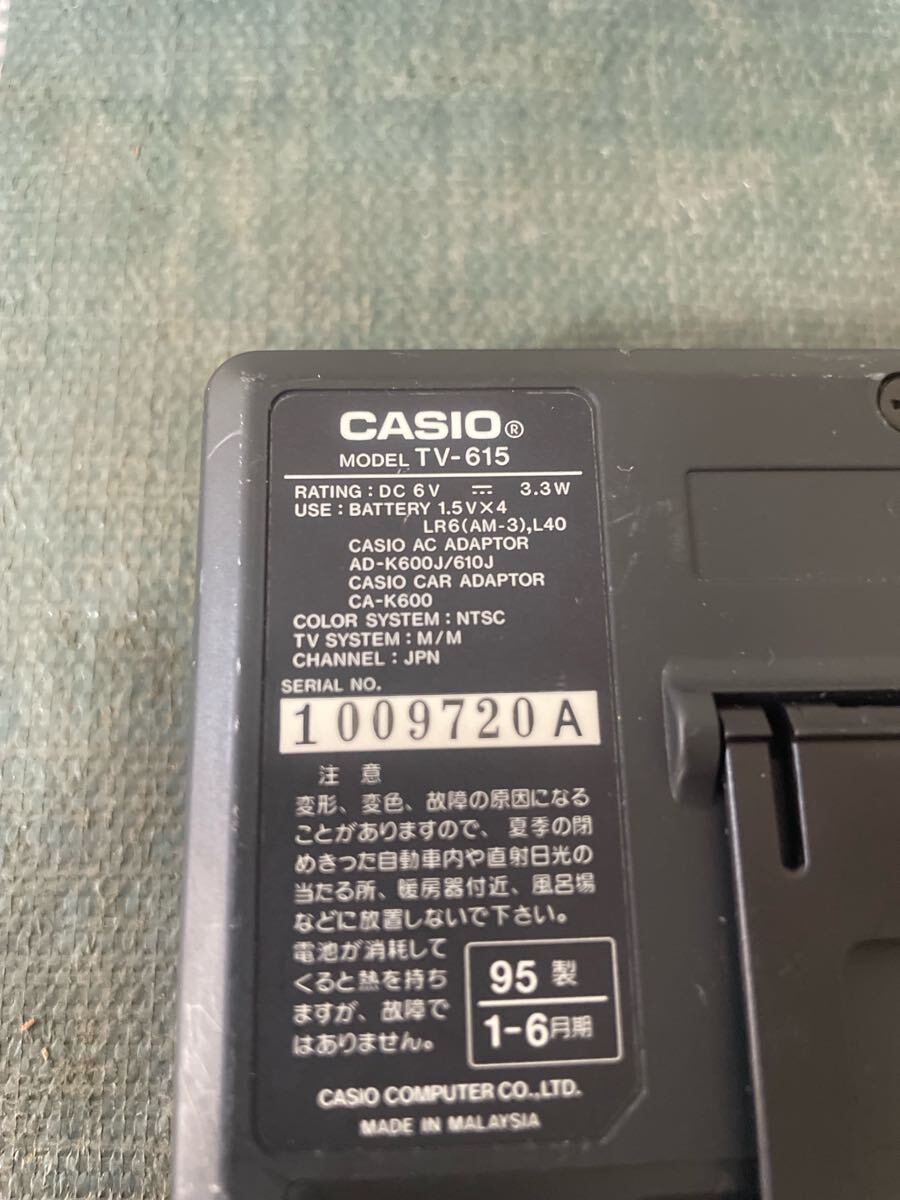 CASIO®
MODEL TV-615
RATING : DC 6V ⎓ 3.3W
USE : BATTERY 1.5V×4
LR6(AM-3),L40
CASIO AC ADAPTOR
AD-K600J/610J
CASIO CAR ADAPTOR
CA-K600
COLOR SYSTEM : NTSC
TV SYSTEM : M/M
CHANNEL : JPN
SERIAL NO.
1009720A
注意
変形、変色、故障の原因になる
ことがありますので、夏季の閉
めきった自動車内や直射日光の
当たる所、暖房器付近、風呂場
などに放置しないで下さい。
電池が消耗して
くると熱を持ち
ますが、故障で
はありません。
95製
1-6月期
CASIO COMPUTER CO.,LTD.
MADE IN MALAYSIA